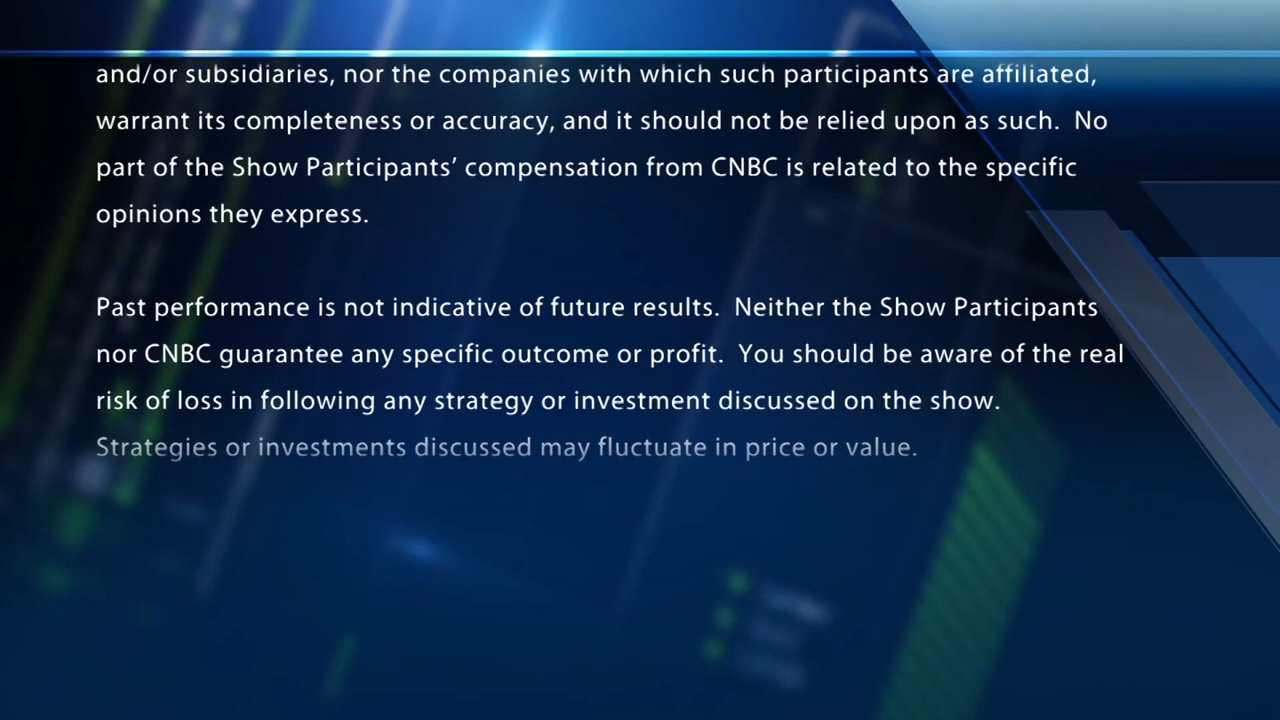 and/or subsidiaries, nor the companies with which such participants are affiliated,
warrant its completeness or accuracy, and it should not be relied upon as such.  No
part of the Show Participants’ compensation from CNBC is related to the specific
opinions they express.
Past performance is not indicative of future results.  Neither the Show Participants
nor CNBC guarantee any specific outcome or profit.  You should be aware of the real
risk of loss in following any strategy or investment discussed on the show.
Strategies or investments discussed may fluctuate in price or value.